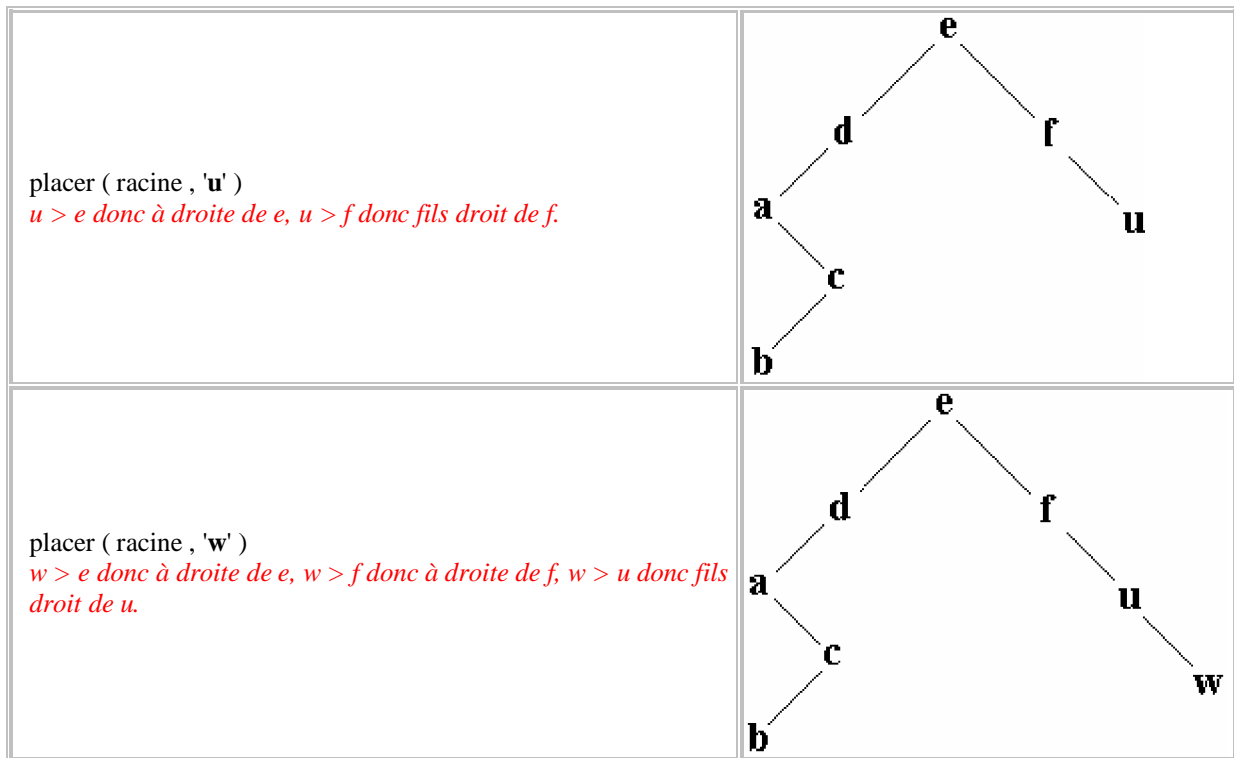 placer ( racine , 'u' )
u > e donc à droite de e, u > f donc fils droit de f.
e
d f
a u
c
b
placer ( racine , 'w' )
w > e donc à droite de e, w > f donc à droite de f, w > u donc fils
droit de u.
e
d f
a u
c w
b